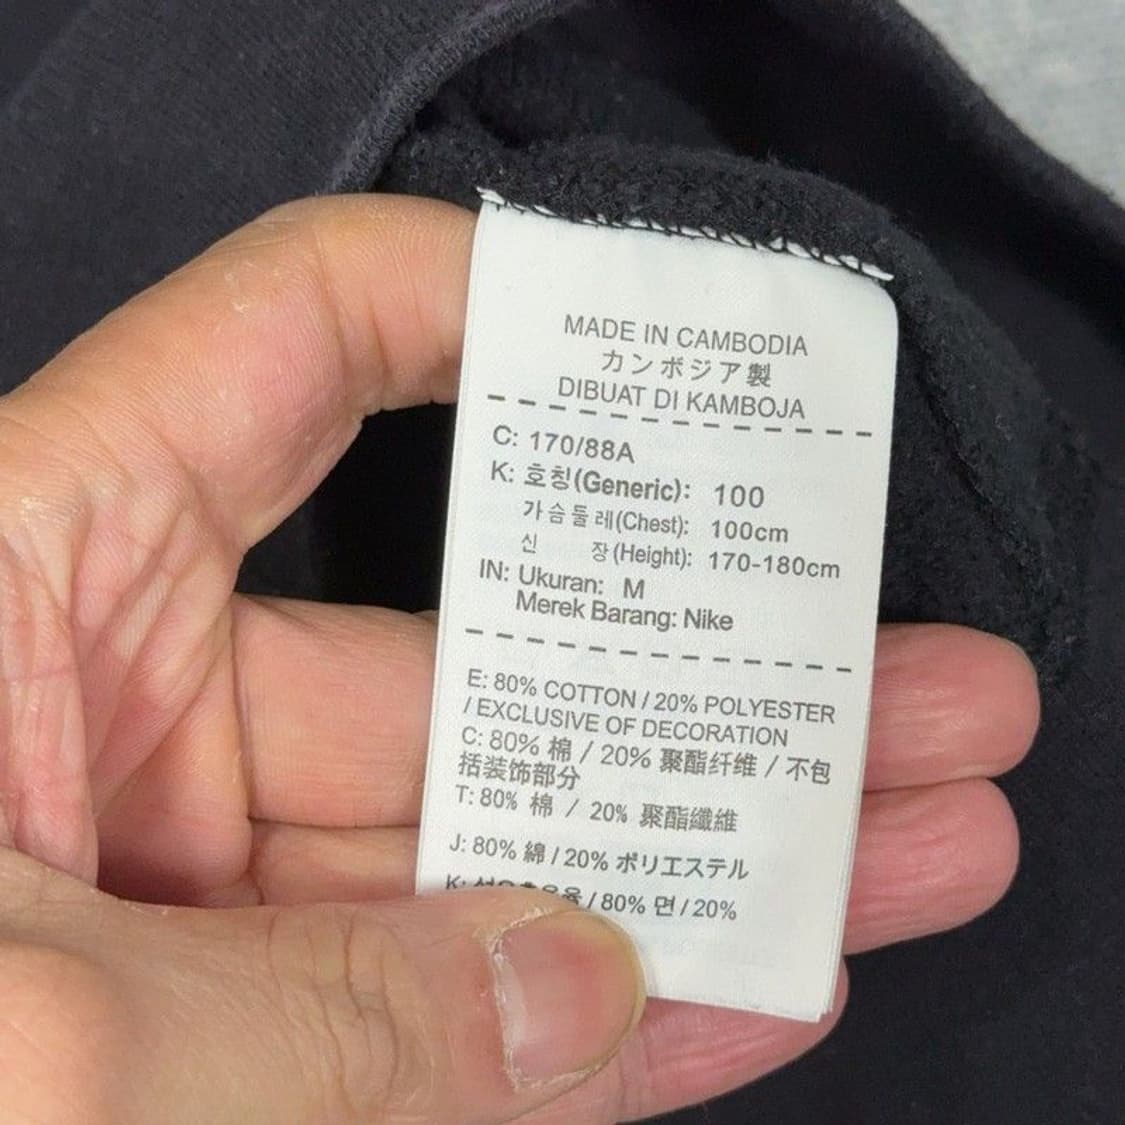 MADE IN CAMBODIA
カンボジア製
DIBUAT DI KAMBOJA
C: 170/88A
K: 호칭(Generic): 100
가슴둘레(Chest): 100cm
신 장(Height): 170-180cm
IN: Ukuran: M
Merek Barang: Nike
E: 80% COTTON / 20% POLYESTER
/ EXCLUSIVE OF DECORATION
C: 80% 棉 / 20% 聚酯纤维 / 不包
括装饰部分
T: 80% 棉 / 20% 聚酯纖維
J: 80% 綿 / 20% ポリエステル
K: / 80% 면 / 20%